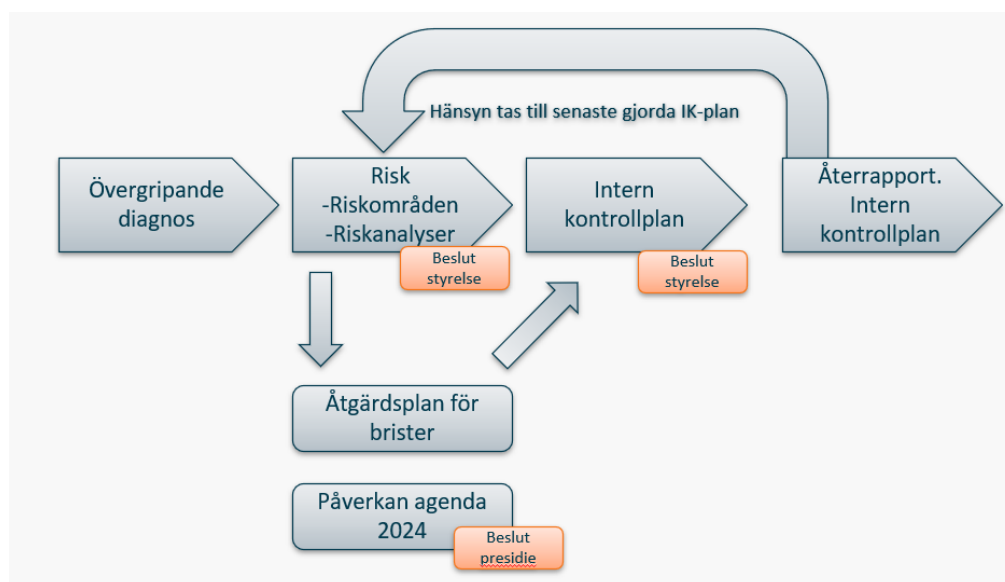 Hänsyn tas till senaste gjorda IK-plan
Övergripande
diagnos
Risk
-Riskområden
-Riskanalyser
Beslut
styrelse
Intern
kontrollplan
Beslut
styrelse
Återrapport.
Intern
kontrollplan
Åtgärdsplan för
brister
Påverkan agenda
2024
Beslut
presidie